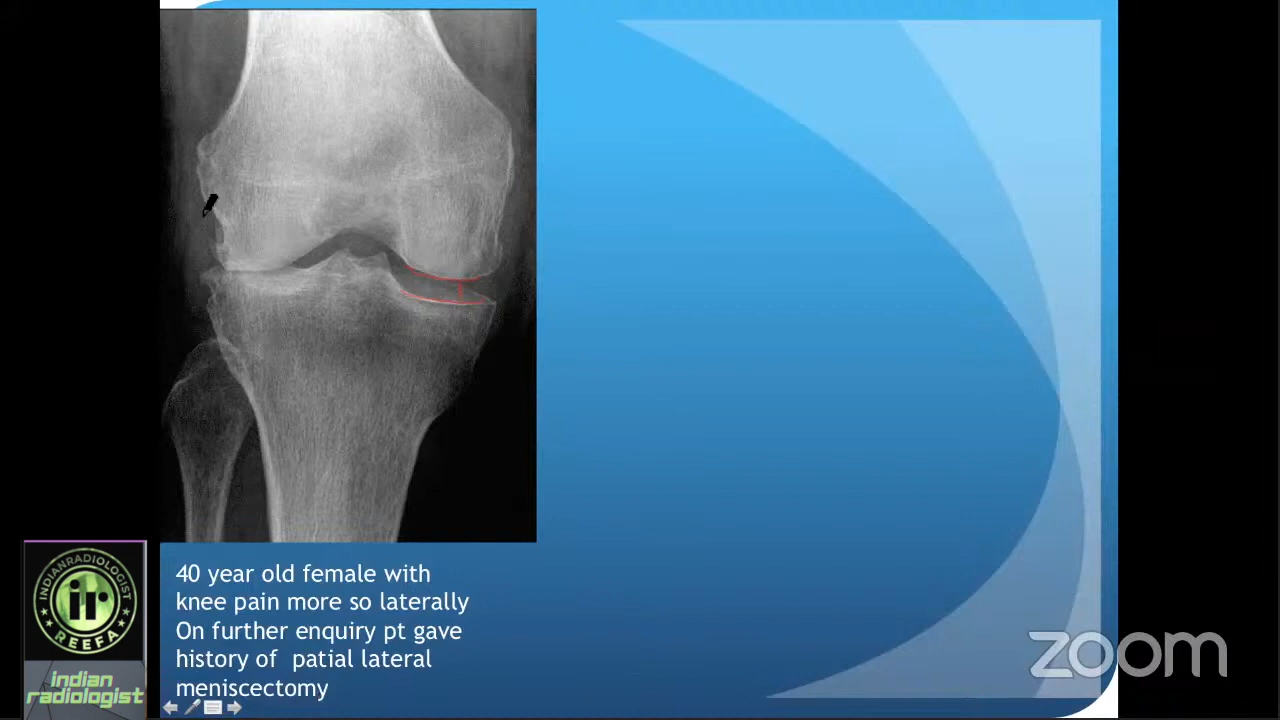 40 year old female with
knee pain more so laterally
On further enquiry pt gave
history of patial lateral
meniscectomy
INDIANRADIOLOGIST
ir
REEFA
indian
radiologist
zoom